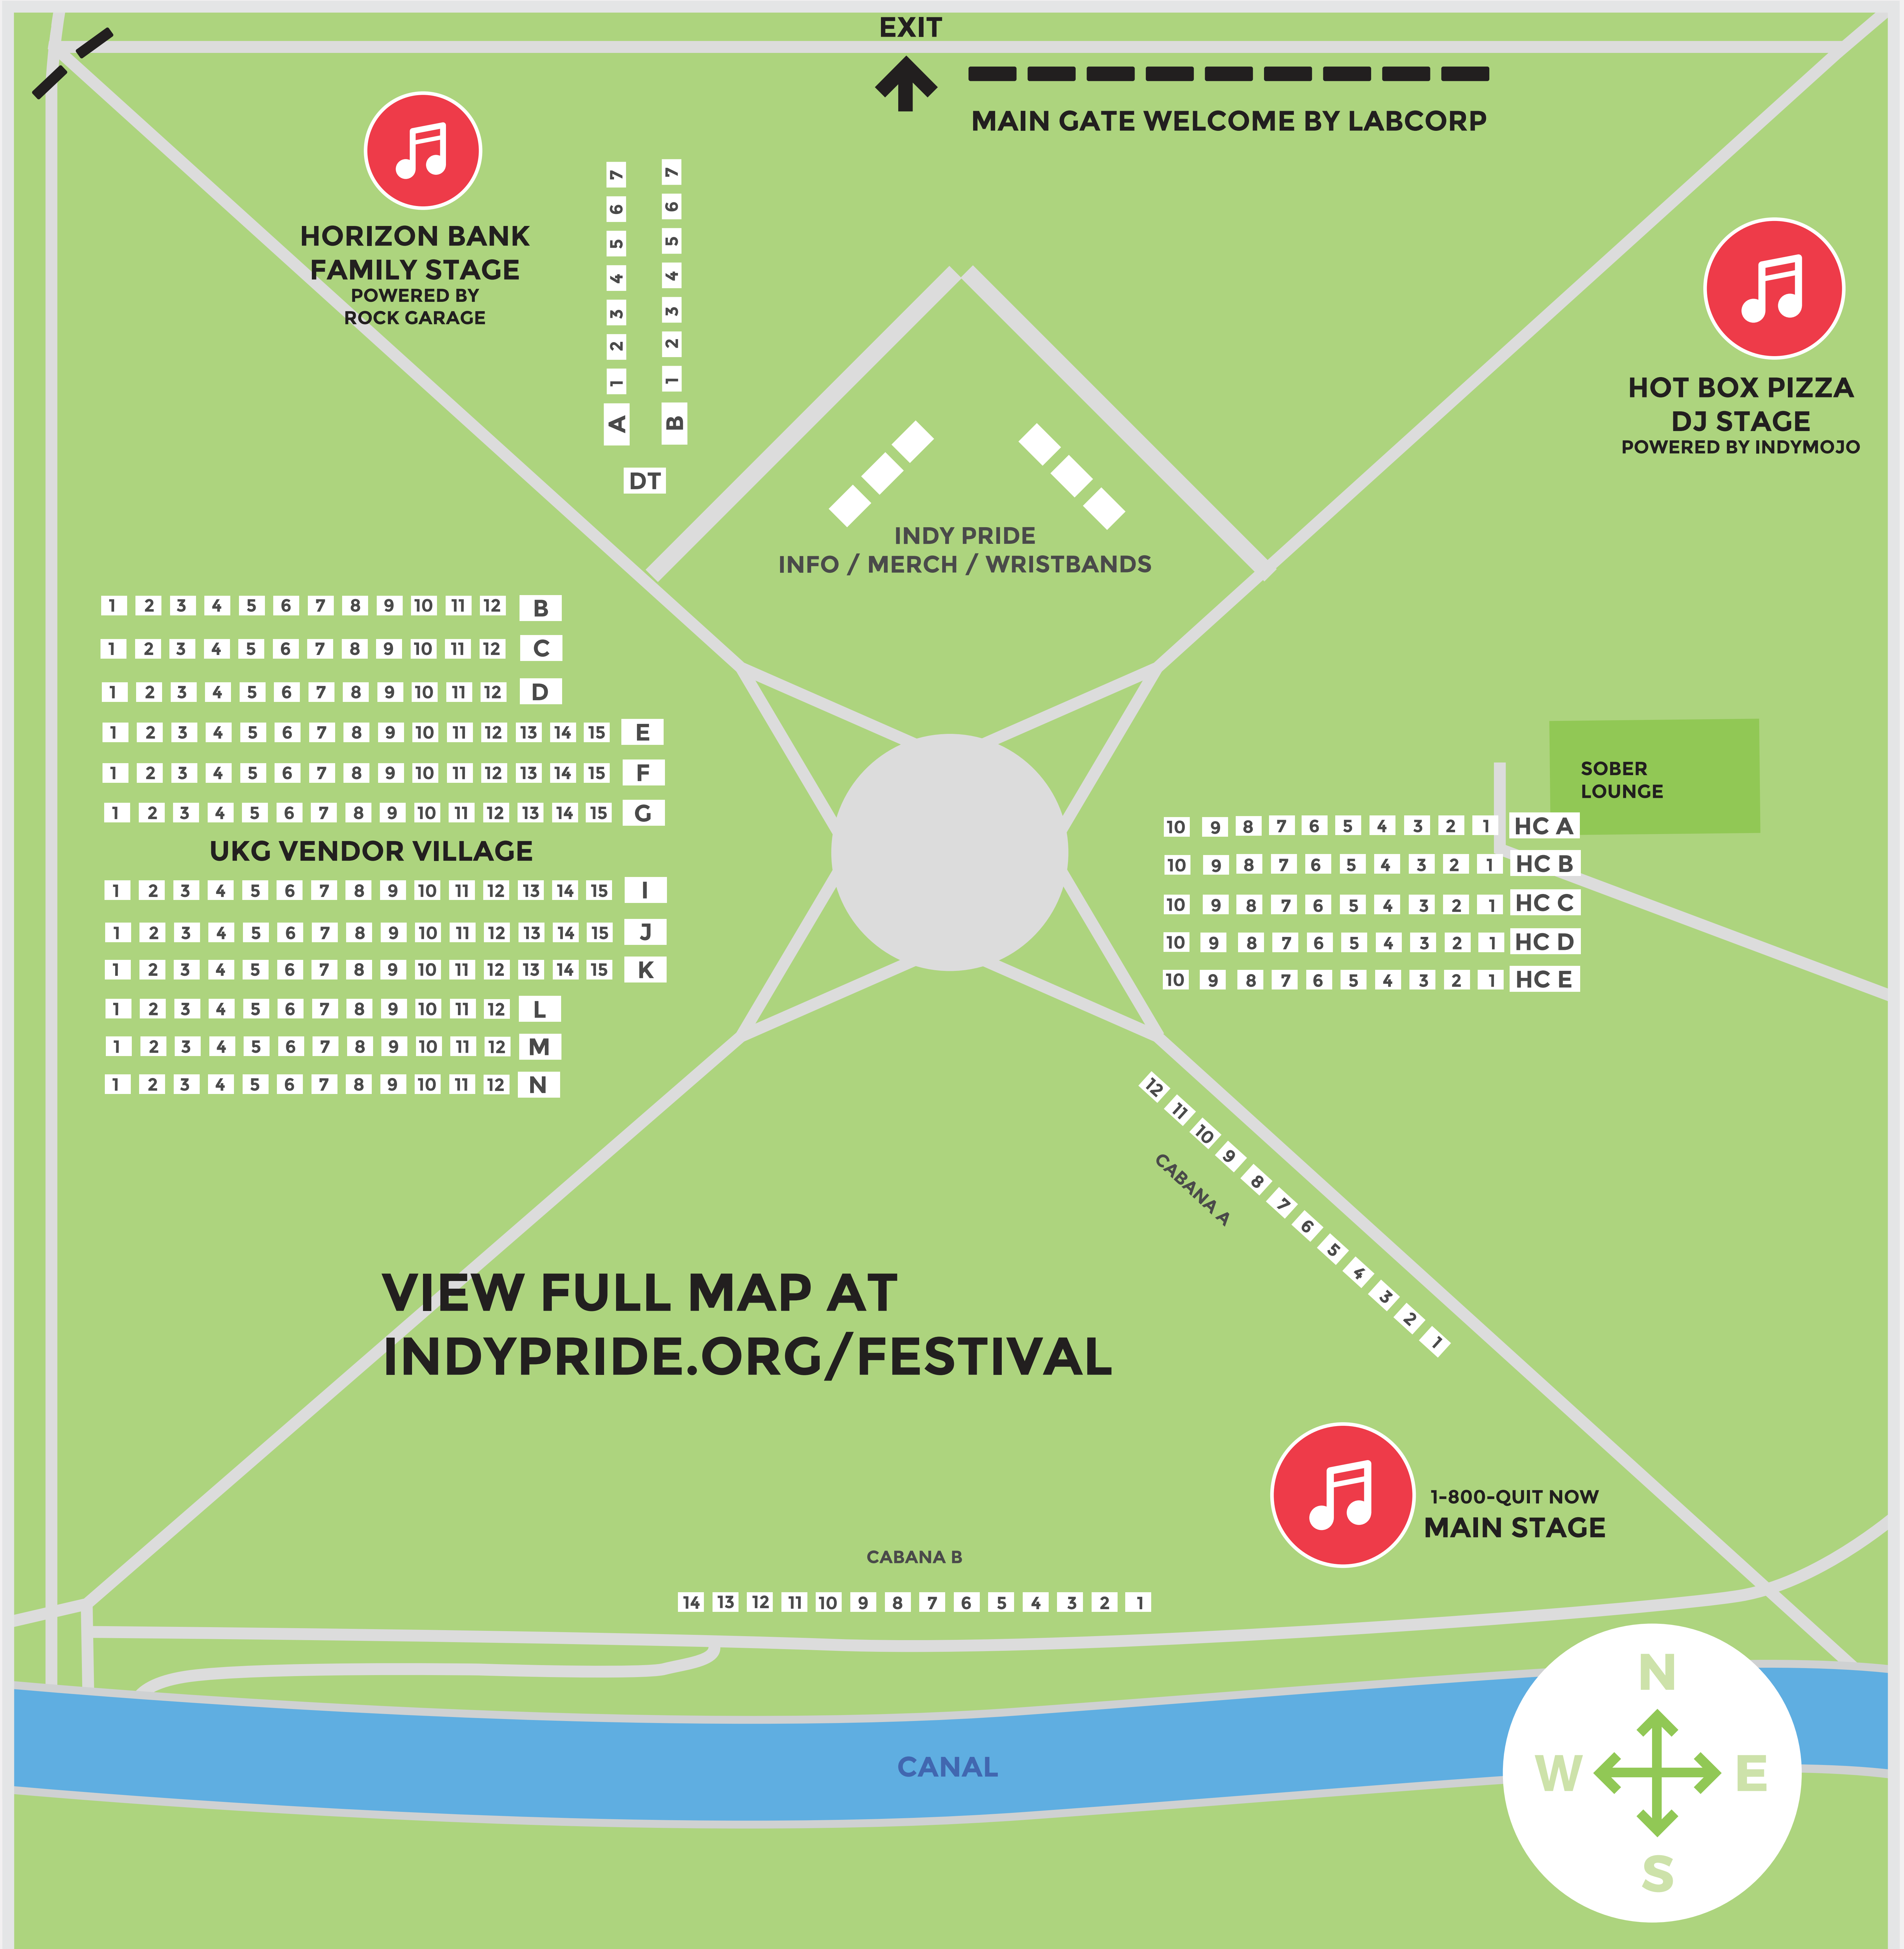 EXIT
MAIN GATE WELCOME BY LABCORP
HORIZON BANK
FAMILY STAGE
POWERED BY
ROCK GARAGE
7 6 5 4 3 2 1 A
7 6 5 4 3 2 1 B
DT
HOT BOX PIZZA
DJ STAGE
POWERED BY INDYMOJO
INDY PRIDE
INFO / MERCH / WRISTBANDS
1 2 3 4 5 6 7 8 9 10 11 12 B
1 2 3 4 5 6 7 8 9 10 11 12 C
1 2 3 4 5 6 7 8 9 10 11 12 D
1 2 3 4 5 6 7 8 9 10 11 12 13 14 15 E
1 2 3 4 5 6 7 8 9 10 11 12 13 14 15 F
1 2 3 4 5 6 7 8 9 10 11 12 13 14 15 G
UKG VENDOR VILLAGE
1 2 3 4 5 6 7 8 9 10 11 12 13 14 15 I
1 2 3 4 5 6 7 8 9 10 11 12 13 14 15 J
1 2 3 4 5 6 7 8 9 10 11 12 13 14 15 K
1 2 3 4 5 6 7 8 9 10 11 12 L
1 2 3 4 5 6 7 8 9 10 11 12 M
1 2 3 4 5 6 7 8 9 10 11 12 N
SOBER
LOUNGE
10 9 8 7 6 5 4 3 2 1 HC A
10 9 8 7 6 5 4 3 2 1 HC B
10 9 8 7 6 5 4 3 2 1 HC C
10 9 8 7 6 5 4 3 2 1 HC D
10 9 8 7 6 5 4 3 2 1 HC E
12 11 10 9 8 7 6 5 4 3 2 1
CABANA A
VIEW FULL MAP AT
INDYPRIDE.ORG/FESTIVAL
1-800-QUIT NOW
MAIN STAGE
CABANA B
14 13 12 11 10 9 8 7 6 5 4 3 2 1
CANAL
N
W E
S